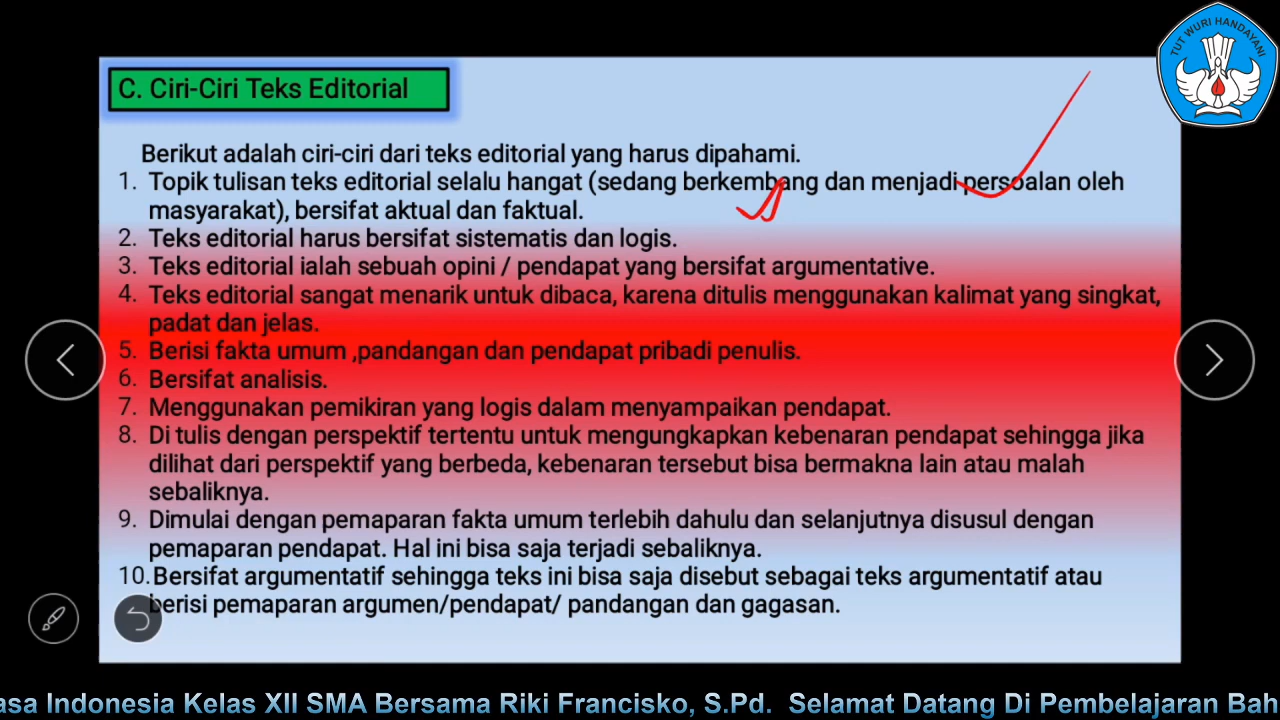 TUT WURI HANDAYANI
C. Ciri-Ciri Teks Editorial
Berikut adalah ciri-ciri dari teks editorial yang harus dipahami.
1. Topik tulisan teks editorial selalu hangat (sedang berkembang dan menjadi persoalan oleh
masyarakat), bersifat aktual dan faktual.
2. Teks editorial harus bersifat sistematis dan logis.
3. Teks editorial ialah sebuah opini / pendapat yang bersifat argumentative.
4. Teks editorial sangat menarik untuk dibaca, karena ditulis menggunakan kalimat yang singkat,
padat dan jelas.
5. Berisi fakta umum ,pandangan dan pendapat pribadi penulis.
6. Bersifat analisis.
7. Menggunakan pemikiran yang logis dalam menyampaikan pendapat.
8. Di tulis dengan perspektif tertentu untuk mengungkapkan kebenaran pendapat sehingga jika
dilihat dari perspektif yang berbeda, kebenaran tersebut bisa bermakna lain atau malah
sebaliknya.
9. Dimulai dengan pemaparan fakta umum terlebih dahulu dan selanjutnya disusul dengan
pemaparan pendapat. Hal ini bisa saja terjadi sebaliknya.
10. Bersifat argumentatif sehingga teks ini bisa saja disebut sebagai teks argumentatif atau
berisi pemaparan argumen/pendapat/ pandangan dan gagasan.
asa Indonesia Kelas XII SMA Bersama Riki Francisko, S.Pd. Selamat Datang Di Pembelajaran Bah